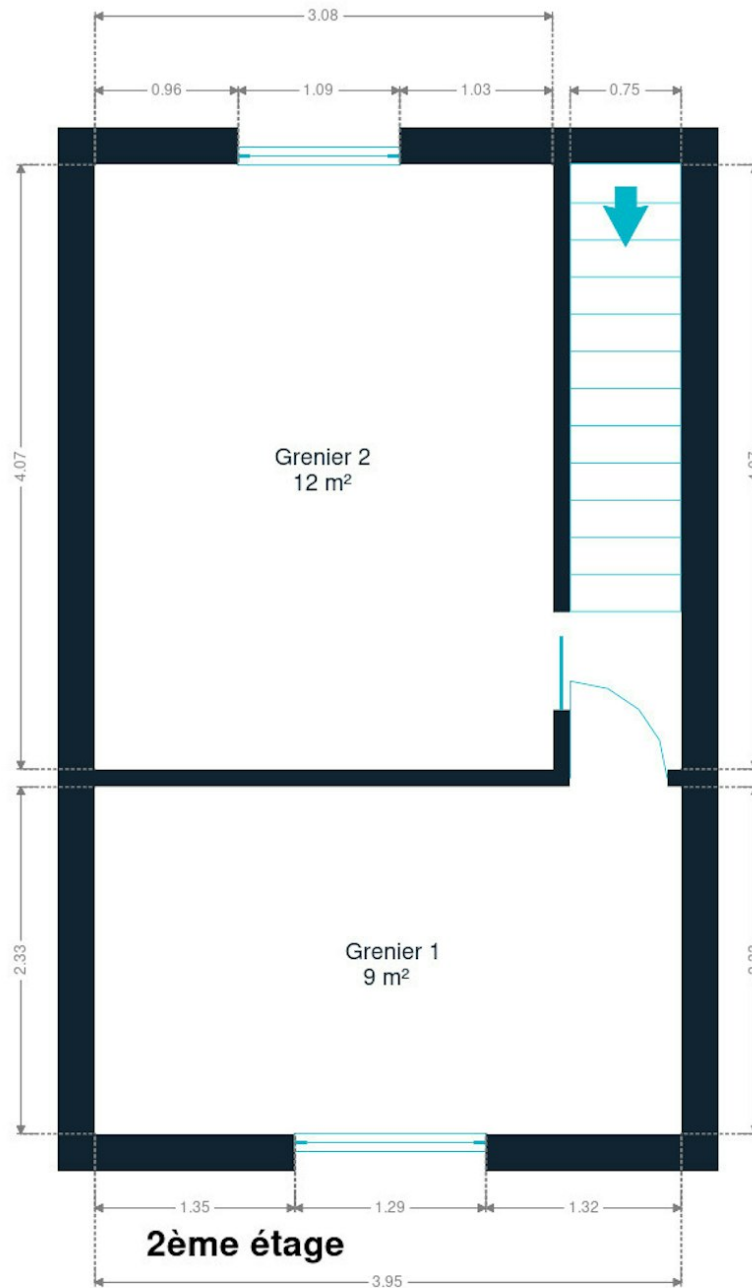 3.08
0.96 1.09 1.03 0.75
4.07
Grenier 2
12 m²
2.33
Grenier 1
9 m²
1.35 1.29 1.32
2ème étage
3.95